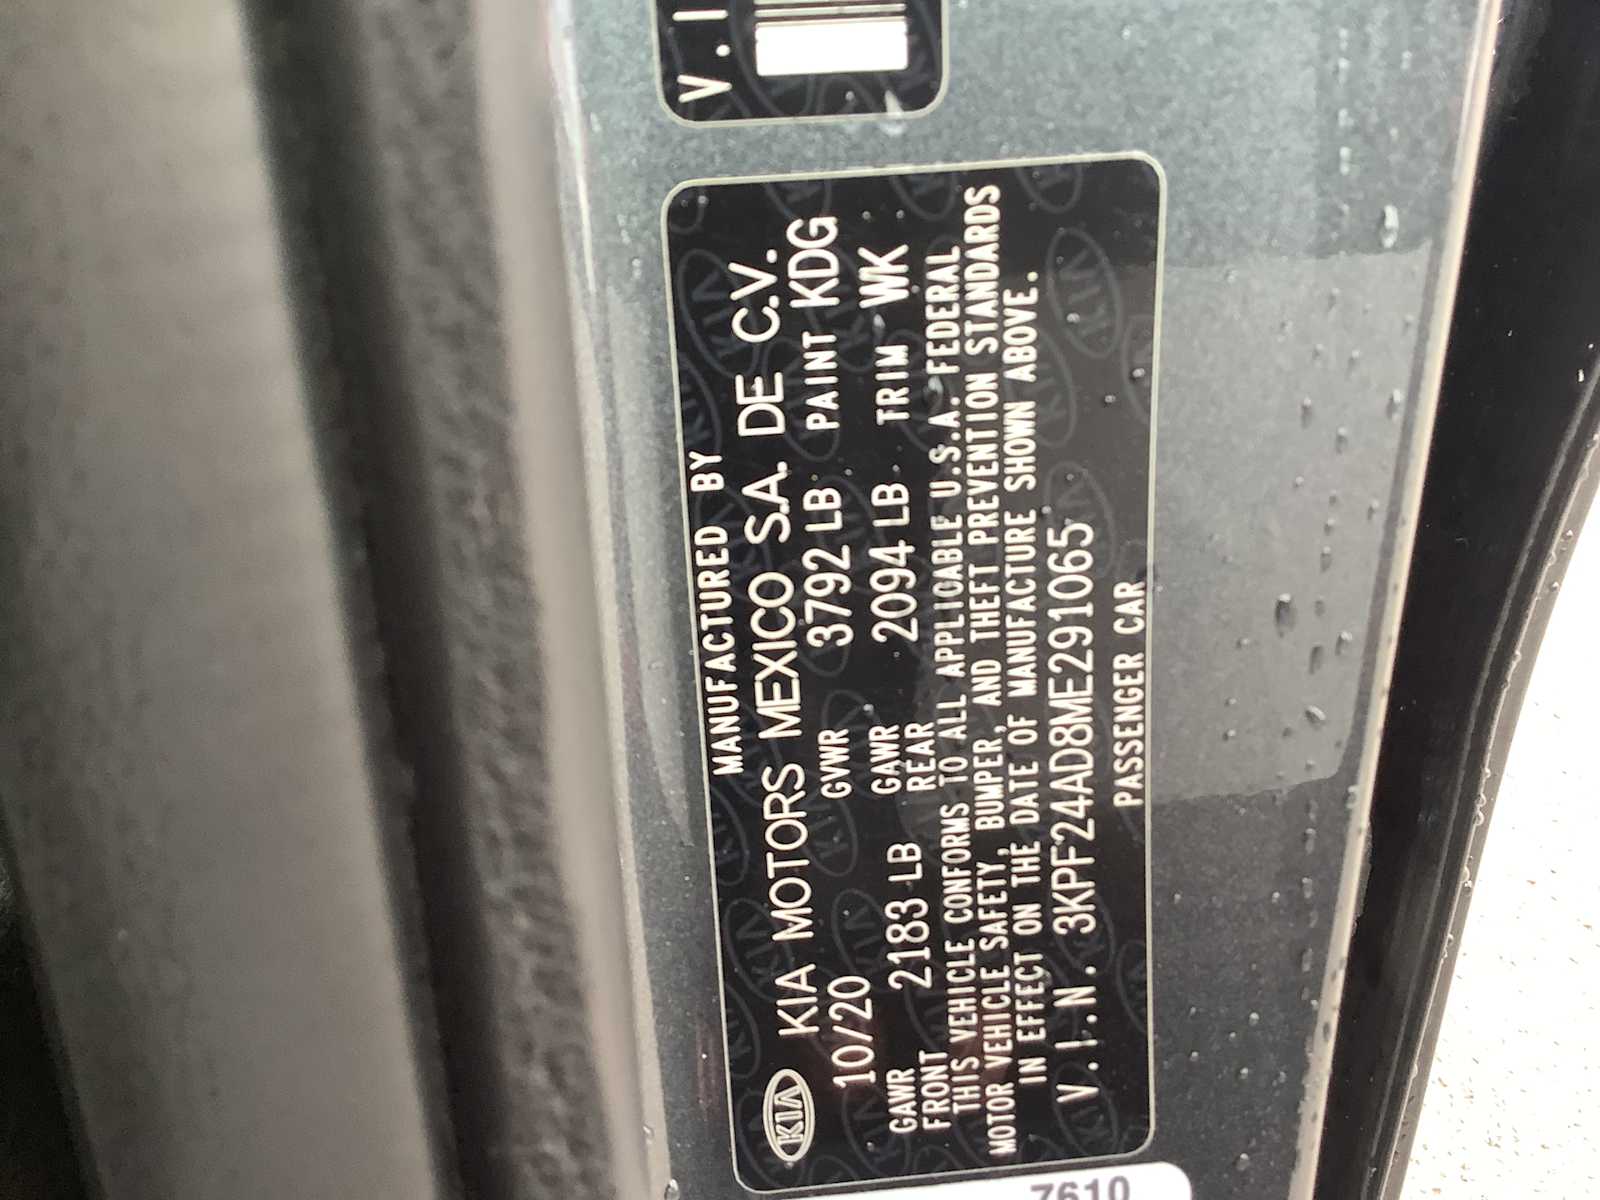 V.I
MANUFACTURED BY
KIA KIA MOTORS MEXICO S.A. DE C.V.
10/20 GVWR 3792 LB PAINT KDG
GAWR FRONT 2183 LB GAWR REAR 2094 LB TRIM WK
THIS VEHICLE CONFORMS TO ALL APPLICABLE U.S.A. FEDERAL
MOTOR VEHICLE SAFETY, BUMPER, AND THEFT PREVENTION STANDARDS
IN EFFECT ON THE DATE OF MANUFACTURE SHOWN ABOVE.
V.I.N. 3KPF24AD8ME291065
PASSENGER CAR
7610